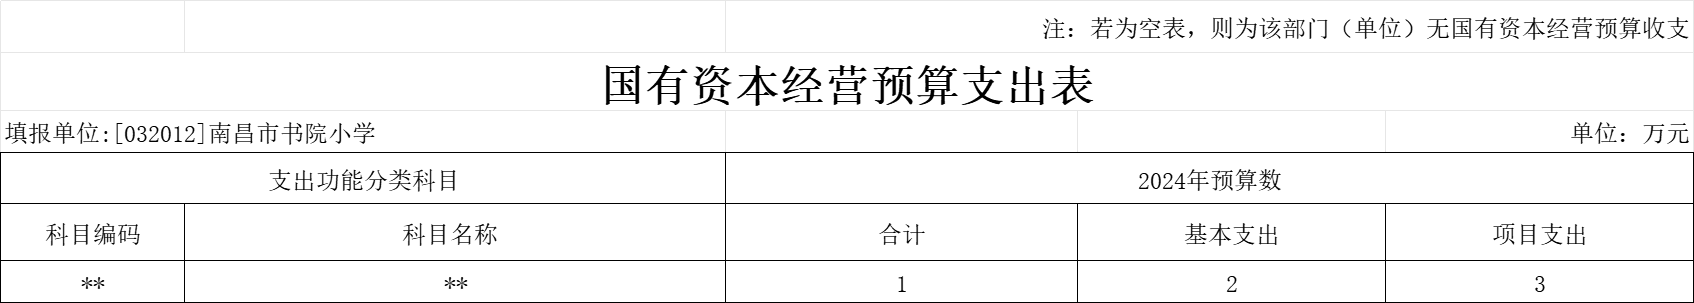 注：若为空表，则为该部门（单位）无国有资本经营预算收支
国有资本经营预算支出表
填报单位:[032012]南昌市书院小学 单位：万元
支出功能分类科目 2024年预算数
科目编码 科目名称 合计 基本支出 项目支出
** ** 1 2 3